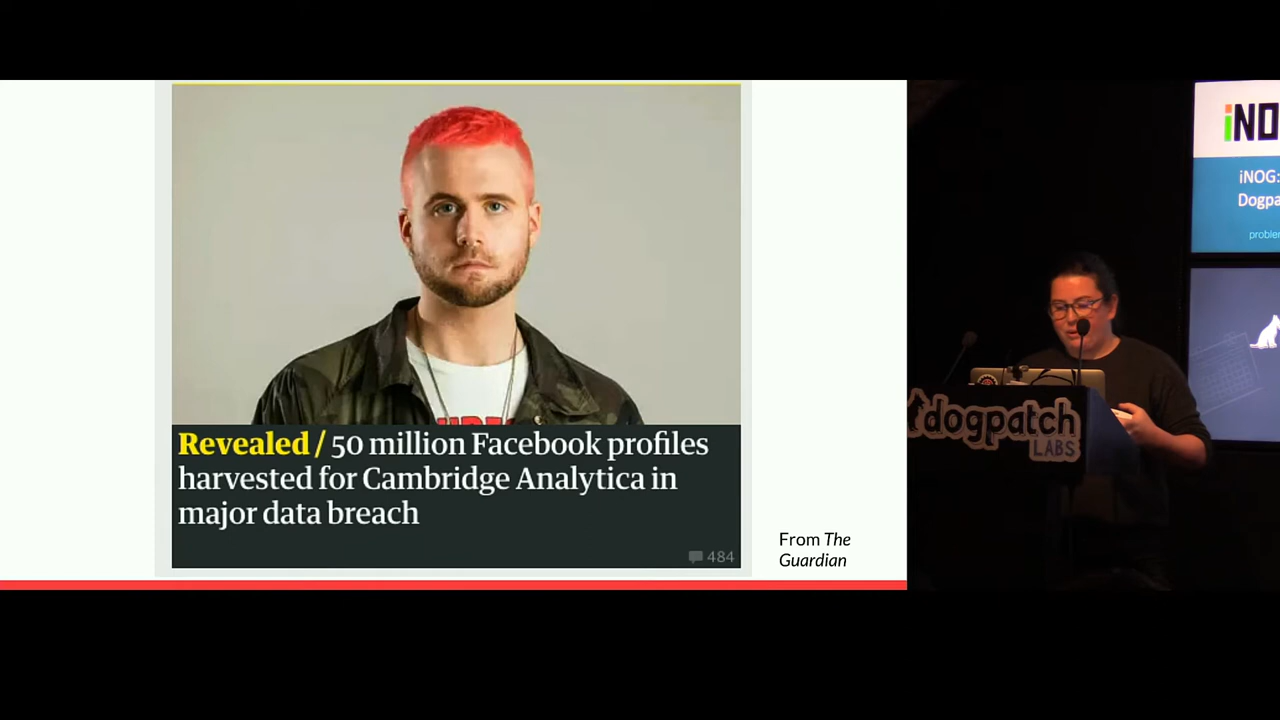 Revealed / 50 million Facebook profiles
harvested for Cambridge Analytica in
major data breach
484
From The
Guardian
iNO
iNOG:
Dogpa
problem
dogpatch
LABS